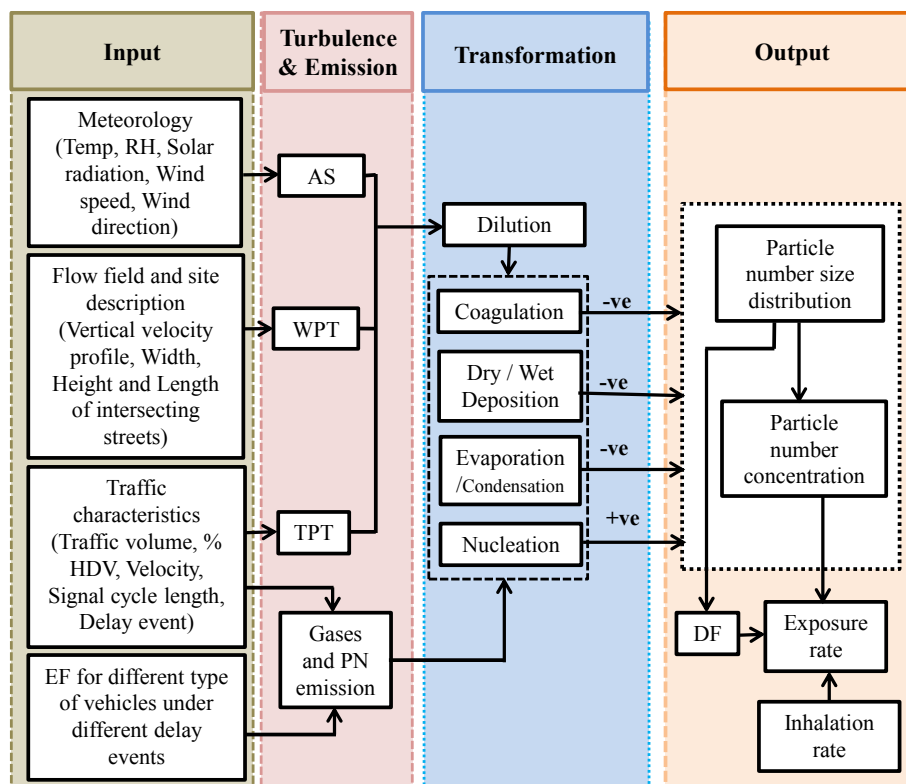 Input
Turbulence
& Emission
Transformation
Output
Meteorology
(Temp, RH, Solar
radiation, Wind
speed, Wind
direction)
Flow field and site
description
(Vertical velocity
profile, Width,
Height and Length
of intersecting
streets)
Traffic
characteristics
(Traffic volume, %
HDV, Velocity,
Signal cycle length,
Delay event)
EF for different type
of vehicles under
different delay
events
AS
WPT
TPT
Gases
and PN
emission
Dilution
Coagulation
Dry / Wet
Deposition
Evaporation
/Condensation
Nucleation
-ve
-ve
-ve
+ve
Particle
number size
distribution
Particle
number
concentration
DF
Exposure
rate
Inhalation
rate